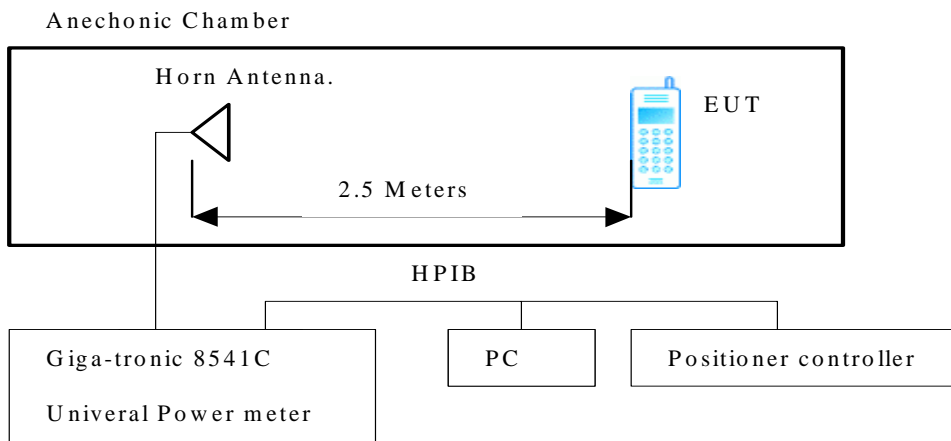 Anechonic Chamber
Horn Antenna.
EUT
2.5 Meters
HPIB
Giga-tronic 8541C
Univeral Power meter
PC
Positioner controller